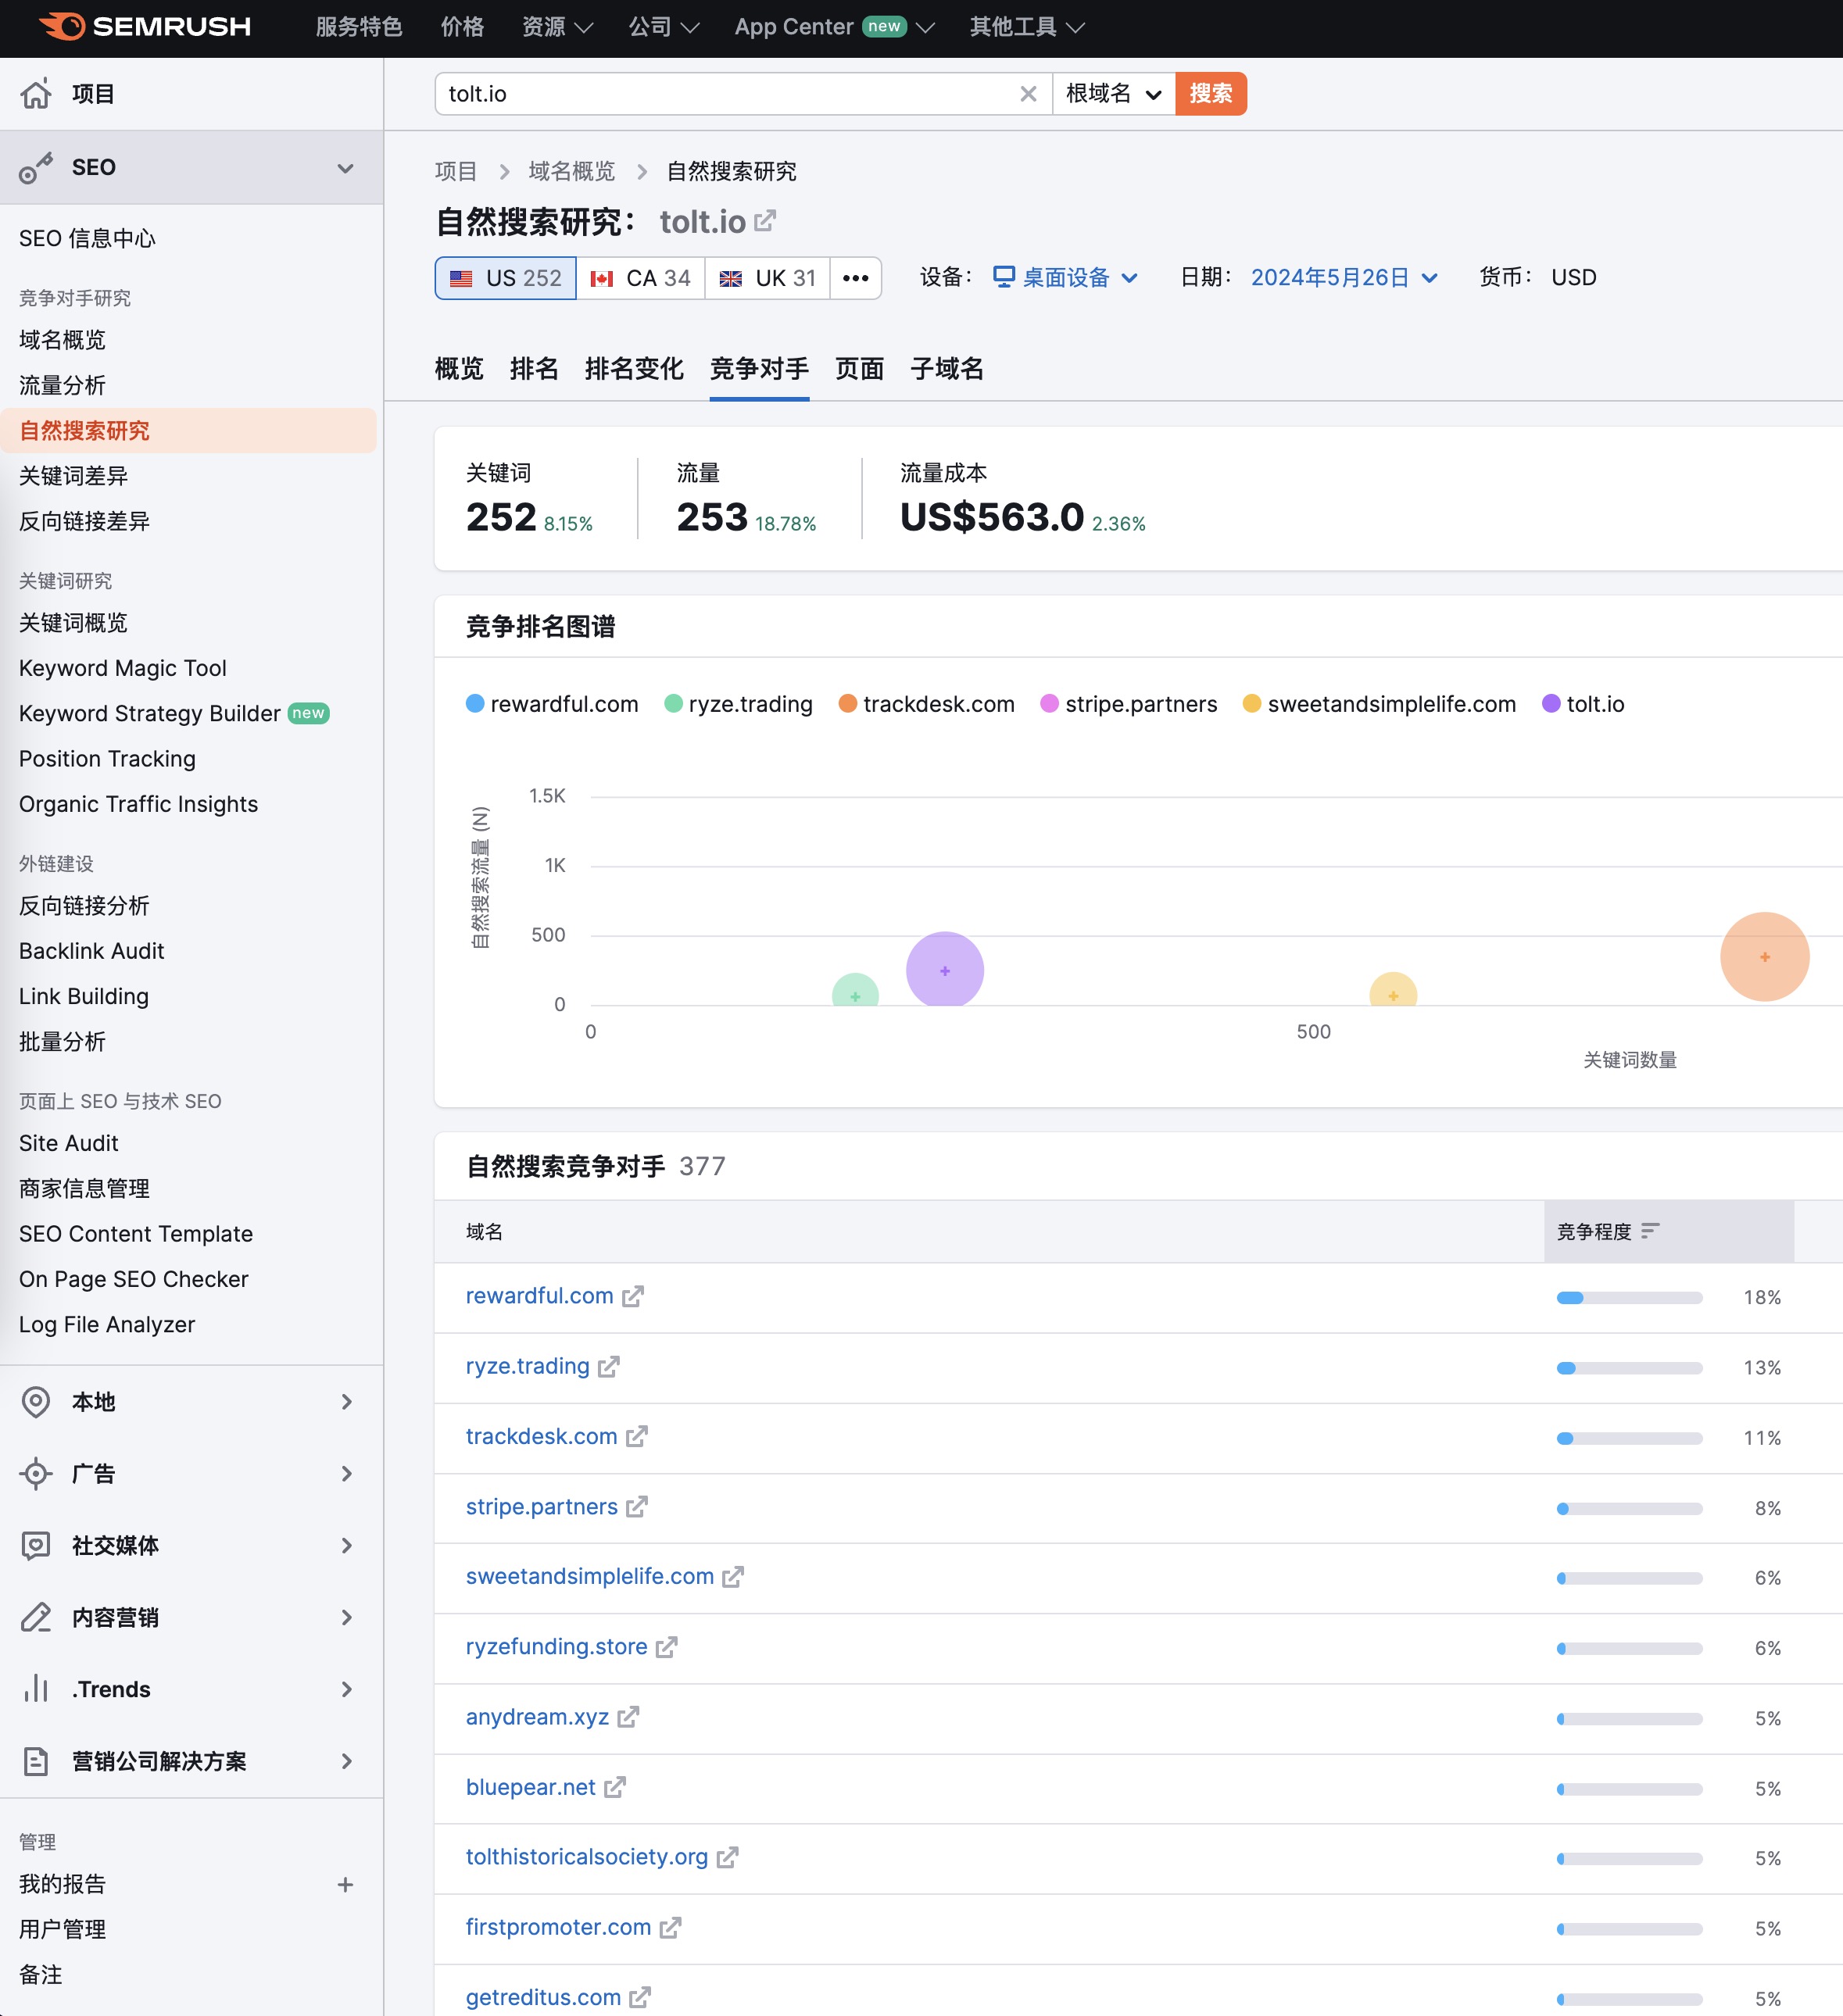 SEMRUSH 服务特色 价格 资源 公司 App Center new 其他工具
项目
SEO
SEO 信息中心
竞争对手研究
域名概览
流量分析
自然搜索研究
关键词差异
反向链接差异
关键词研究
关键词概览
Keyword Magic Tool
Keyword Strategy Builder new
Position Tracking
Organic Traffic Insights
外链建设
反向链接分析
Backlink Audit
Link Building
批量分析
页面上 SEO 与技术 SEO
Site Audit
商家信息管理
SEO Content Template
On Page SEO Checker
Log File Analyzer
本地
广告
社交媒体
内容营销
.Trends
营销公司解决方案
管理
我的报告 +
用户管理
备注
tolt.io 根域名 搜索
项目 > 域名概览 > 自然搜索研究
自然搜索研究： tolt.io
US 252 CA 34 UK 31 ••• 设备： 桌面设备 日期： 2024年5月26日 货币： USD
概览 排名 排名变化 竞争对手 页面 子域名
关键词 流量 流量成本
252 8.15% 253 18.78% US$563.0 2.36%
竞争排名图谱
rewardful.com ryze.trading trackdesk.com stripe.partners sweetandsimplelife.com tolt.io
自然搜索流量 (N)
1.5K
1K
500
0
0 500
关键词数量
自然搜索竞争对手 377
域名 竞争程度
rewardful.com 18%
ryze.trading 13%
trackdesk.com 11%
stripe.partners 8%
sweetandsimplelife.com 6%
ryzefunding.store 6%
anydream.xyz 5%
bluepear.net 5%
tolthistoricalsociety.org 5%
firstpromoter.com 5%
getreditus.com 5%